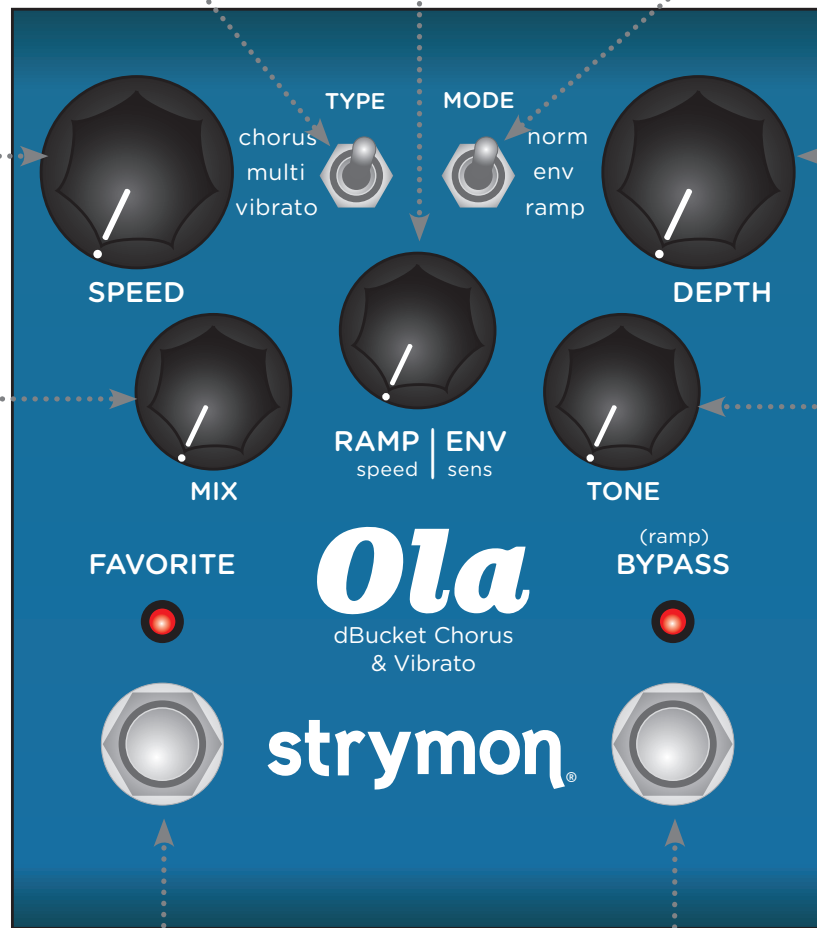 TYPE
MODE
chorus
multi
vibrato
norm
env
ramp
SPEED
DEPTH
RAMP | ENV
speed | sens
MIX
TONE
FAVORITE
Ola
dBucket Chorus
& Vibrato
(ramp)
BYPASS
strymon®